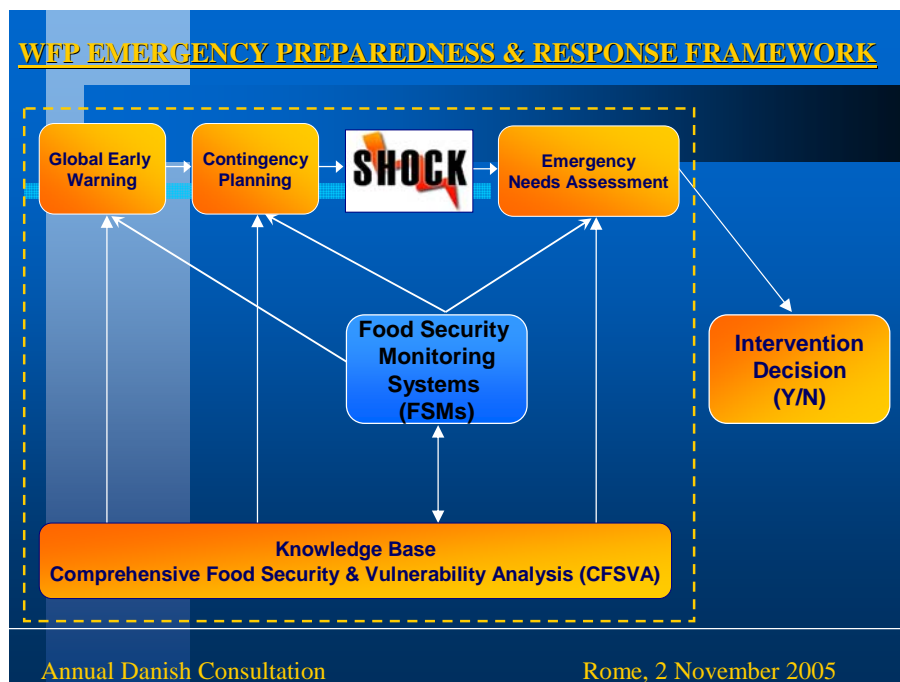 WFP EMERGENCY PREPAREDNESS & RESPONSE FRAMEWORK
Global Early
Warning
Contingency
Planning
SHOCK
Emergency
Needs Assessment
Food Security
Monitoring
Systems
(FSMs)
Intervention
Decision
(Y/N)
Knowledge Base
Comprehensive Food Security & Vulnerability Analysis (CFSVA)
Annual Danish Consultation
Rome, 2 November 2005